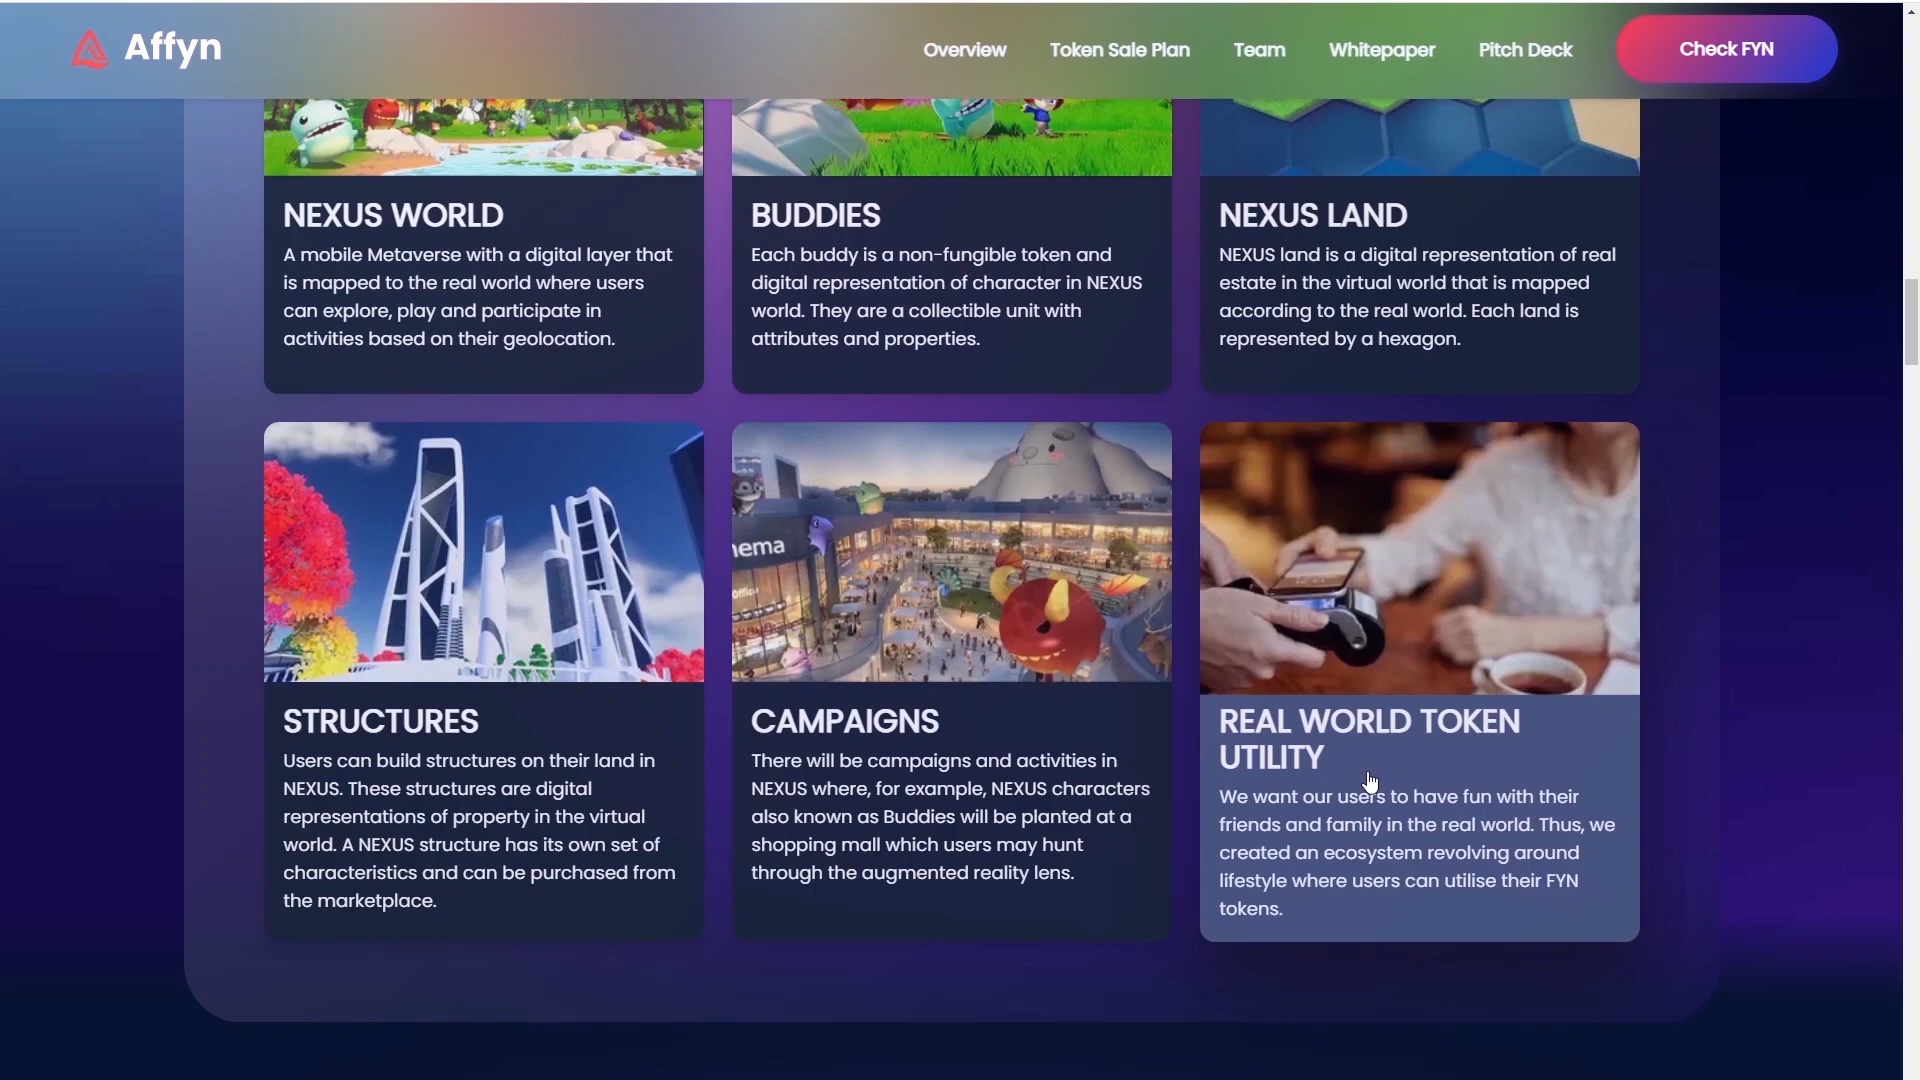 Affyn
Overview
Token Sale Plan
Team
Whitepaper
Pitch Deck
Check FYN
NEXUS WORLD
A mobile Metaverse with a digital layer that
is mapped to the real world where users
can explore, play and participate in
activities based on their geolocation.
BUDDIES
Each buddy is a non-fungible token and
digital representation of character in NEXUS
world. They are a collectible unit with
attributes and properties.
NEXUS LAND
NEXUS land is a digital representation of real
estate in the virtual world that is mapped
according to the real world. Each land is
represented by a hexagon.
nema
STRUCTURES
Users can build structures on their land in
NEXUS. These structures are digital
representations of property in the virtual
world. A NEXUS structure has its own set of
characteristics and can be purchased from
the marketplace.
CAMPAIGNS
There will be campaigns and activities in
NEXUS where, for example, NEXUS characters
also known as Buddies will be planted at a
shopping mall which users may hunt
through the augmented reality lens.
REAL WORLD TOKEN
UTILITY
We want our users to have fun with their
friends and family in the real world. Thus, we
created an ecosystem revolving around
lifestyle where users can utilise their FYN
tokens.